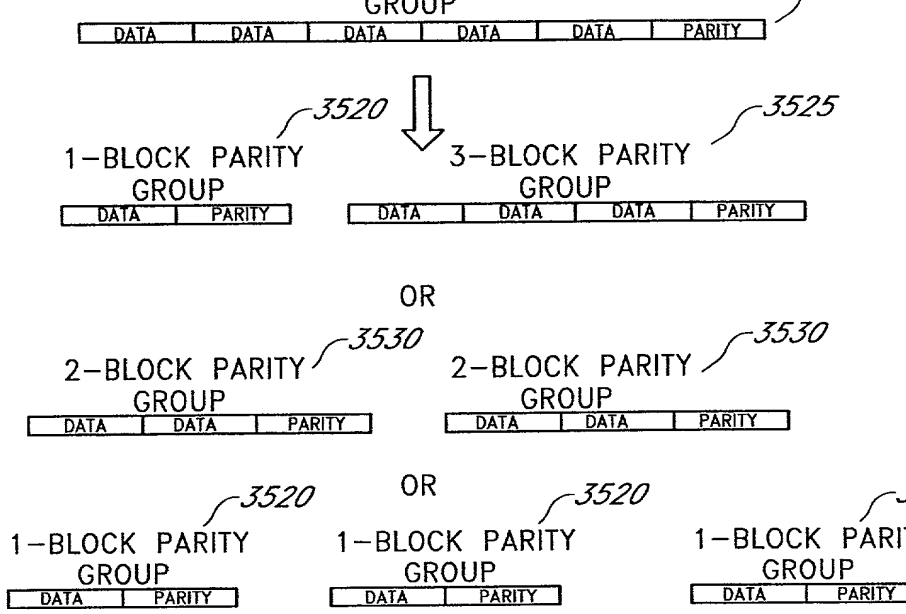 GROUP
DATA DATA DATA DATA DATA PARITY
3520
3525
1-BLOCK PARITY
GROUP
3-BLOCK PARITY
GROUP
DATA PARITY
DATA DATA DATA PARITY
OR
3530
3530
2-BLOCK PARITY
GROUP
2-BLOCK PARITY
GROUP
DATA DATA PARITY
DATA DATA PARITY
OR
3520
3520
1-BLOCK PARITY
GROUP
1-BLOCK PARITY
GROUP
1-BLOCK PARI
GROUP
DATA PARITY
DATA PARITY
DATA PARITY